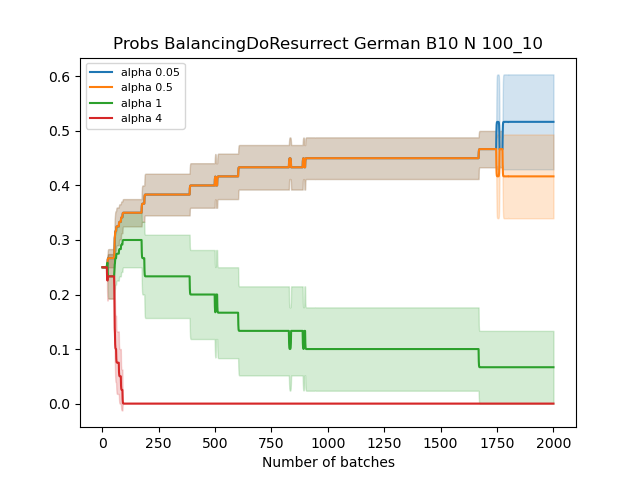 Probs BalancingDoResurrect German B10 N 100_10
alpha 0.05
alpha 0.5
alpha 1
alpha 4
0.6
0.5
0.4
0.3
0.2
0.1
0.0
0 250 500 750 1000 1250 1500 1750 2000
Number of batches